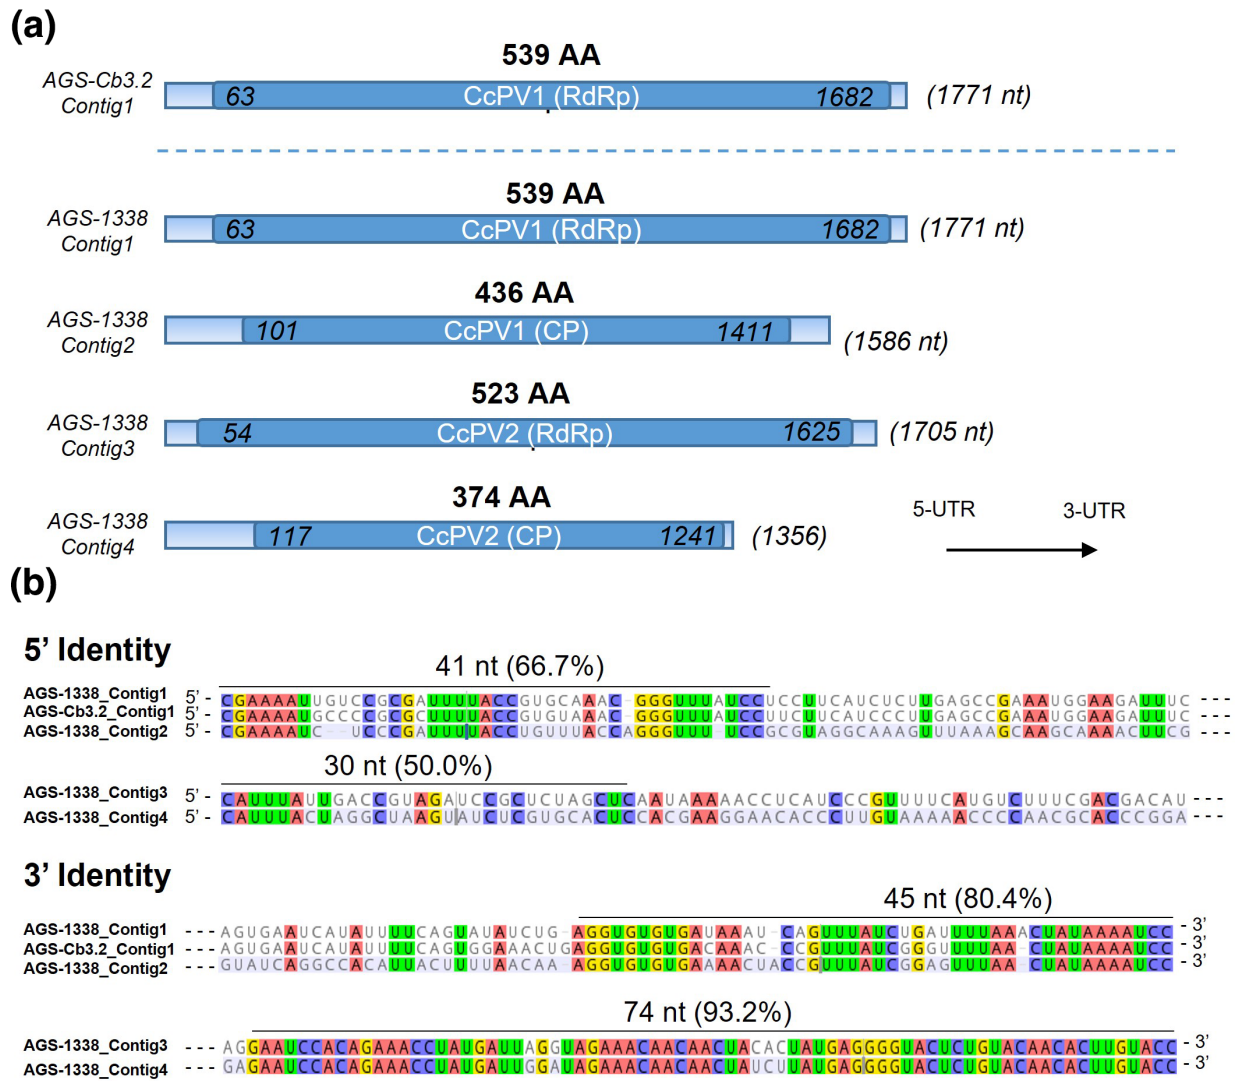 (a)
539 AA
AGS-Cb3.2
Contig1
63 CcPV1 (RdRp) 1682 (1771 nt)
539 AA
AGS-1338
Contig1
63 CcPV1 (RdRp) 1682 (1771 nt)
436 AA
AGS-1338
Contig2
101 CcPV1 (CP) 1411 (1586 nt)
523 AA
AGS-1338
Contig3
54 CcPV2 (RdRp) 1625 (1705 nt)
374 AA
AGS-1338
Contig4
117 CcPV2 (CP) 1241 (1356)
5-UTR 3-UTR
(b)
5’ Identity
41 nt (66.7%)
AGS-1338_Contig1 5’ - CGAAAAUUGUCCGCGAUUUUACCGUGCAAAC-GGGUUUAUCCUCCUUCAUCUCUUGAGCCGAAAUGGAAGAUUUC ---
AGS-Cb3.2_Contig1 5’ - CGAAAAUGCCCCGCGCUUUUACCGUGUAAAC-GGGUUUAUCCUUCUUCAUCCCUUGAGCCGAAAUGGAAGAUUUC ---
AGS-1338_Contig2 5’ - CGAAAAUC--UCCCGAUUUUACCUGUUUACCAGGGUUU-UCCGCGUAGGCAAAGUUUAAAGCAAGCAAAACUUCG ---
30 nt (50.0%)
AGS-1338_Contig3 5’ - CAUUUAUUGACCGUAGAUCCGCUCUAGCUCAAUAAAAACCUCAUCCCGUUUUCAUGUCUUUCGACGACAU ---
AGS-1338_Contig4 5’ - CAUUUACUAGGCUAAGUAUCUCGUGCACUCCACGAAGGAACACCCUUGUAAAAACCCCAACGCACCCGGA ---
3’ Identity
45 nt (80.4%)
AGS-1338_Contig1 --- AGUGAAUCAUAUUUUCAGUAUAUCUG-AGGUGUGUGAUAAAU-CAGUUUAUCGGAUUUUAAACUAUAAAAUCC - 3’
AGS-Cb3.2_Contig1 --- AGUGAAUCAUAUUUUCAGUGGAACUGAGGUGUGUGACAAAC-CCGUUUAUCGGGUUUUAA-CUAUAAAAUCC - 3’
AGS-1338_Contig2 --- GUAUCAGGCCACAUUACUUUUAACAA-AGGUGUGUGAAAACUACCGUUUAUCGGAGUUUAA-CUAUAAAAUCC - 3’
74 nt (93.2%)
AGS-1338_Contig3 --- AGGAAUCCACAGAAACCUAUGAUUAGGUAGAAACAACAACUACACUAUGAGGGGUACUCUGUACAACACUUGUACC - 3’
AGS-1338_Contig4 --- GAGAAUCCACAGAAACCUAUGAUUGGAUAGAAACAACAACUAUCUUAUGAGGGGUACUCUGUACAACACUUGUACC - 3’